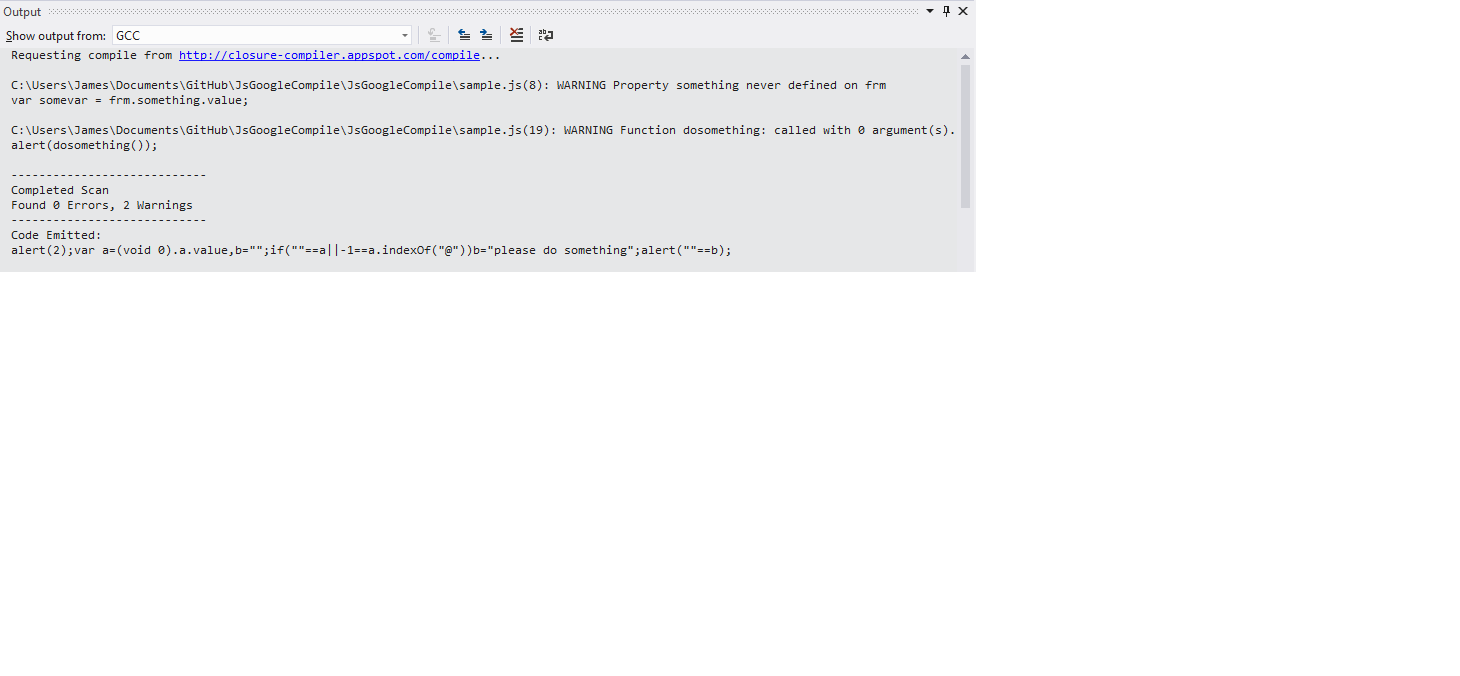 Output
Show output from: GCC
Requesting compile from http://closure-compiler.appspot.com/compile...
C:\Users\James\Documents\GitHub\JsGoogleCompile\JsGoogleCompile\sample.js(8): WARNING Property something never defined on frm
var somevar = frm.something.value;
C:\Users\James\Documents\GitHub\JsGoogleCompile\JsGoogleCompile\sample.js(19): WARNING Function dosomething: called with 0 argument(s).
alert(dosomething());
----------------------------
Completed Scan
Found 0 Errors, 2 Warnings
----------------------------
Code Emitted:
alert(2);var a=(void 0).a.value,b="";if(""==a||-1==a.indexOf("@"))b="please do something";alert(""==b);